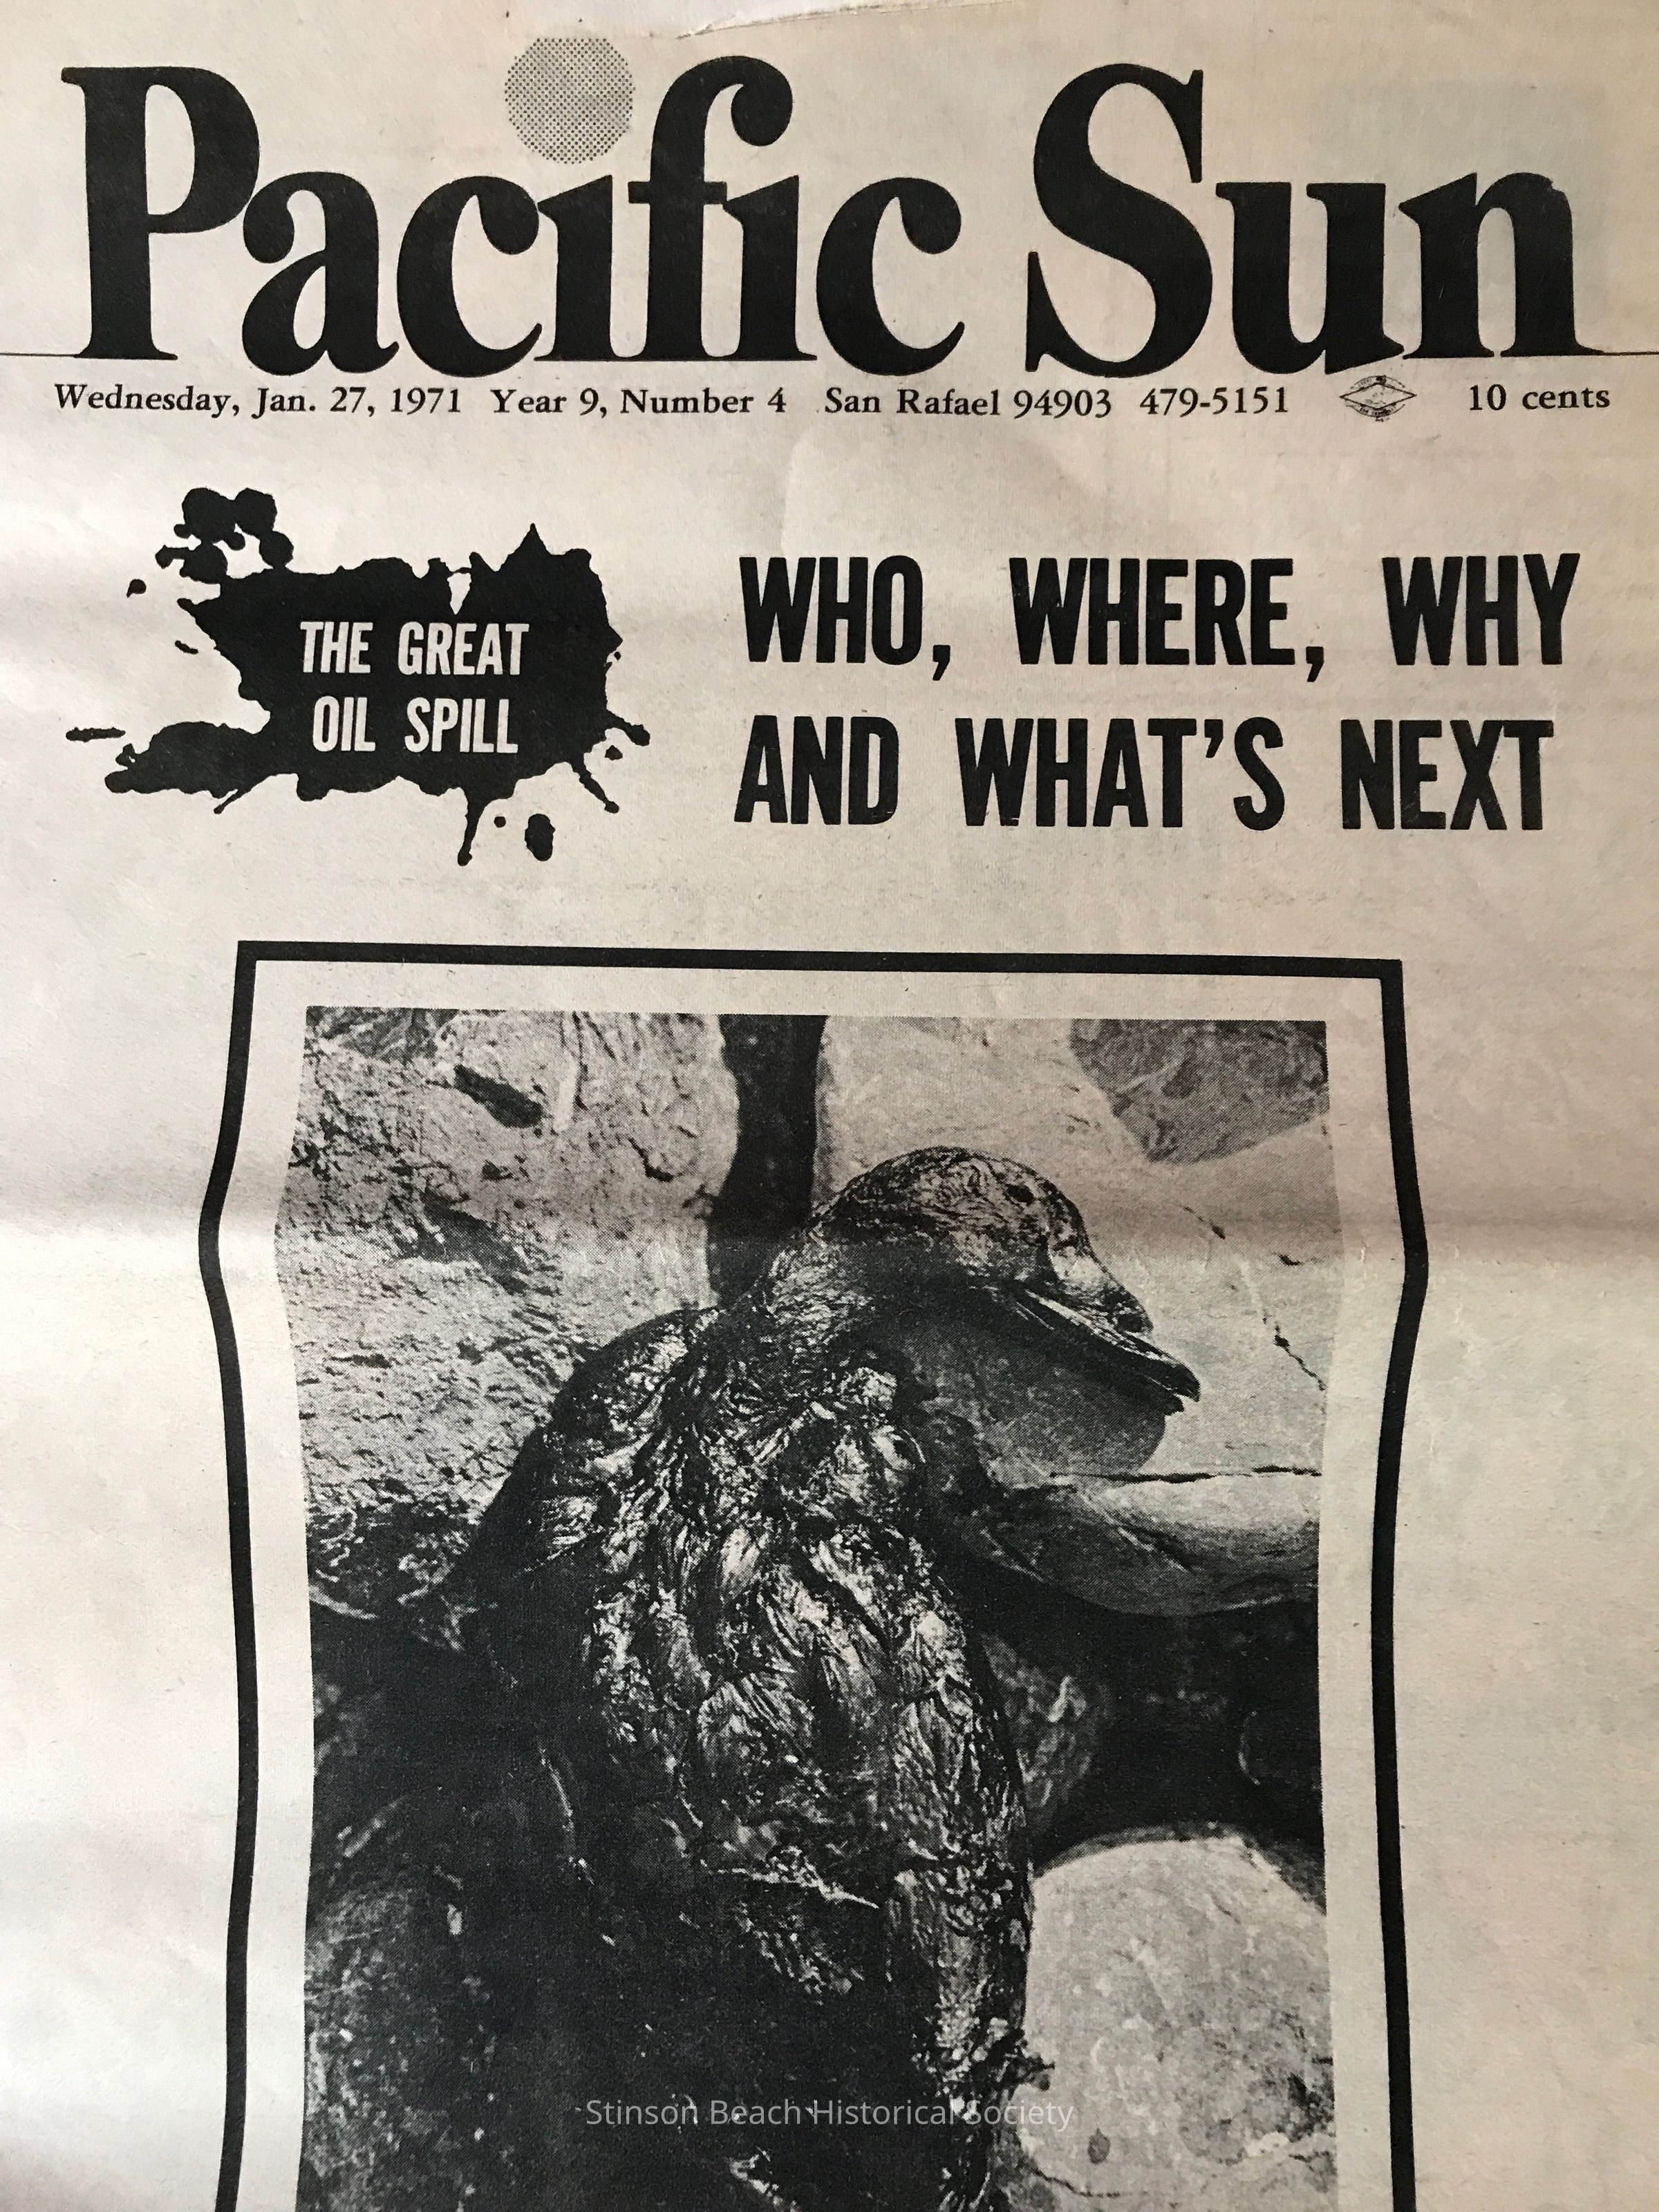 Pacific Sun
Wednesday, Jan. 27, 1971 Year 9, Number 4 San Rafael 94903 479-5151 10 cents
THE GREAT
OIL SPILL
WHO, WHERE, WHY
AND WHAT'S NEXT
Stinson Beach Historical Society